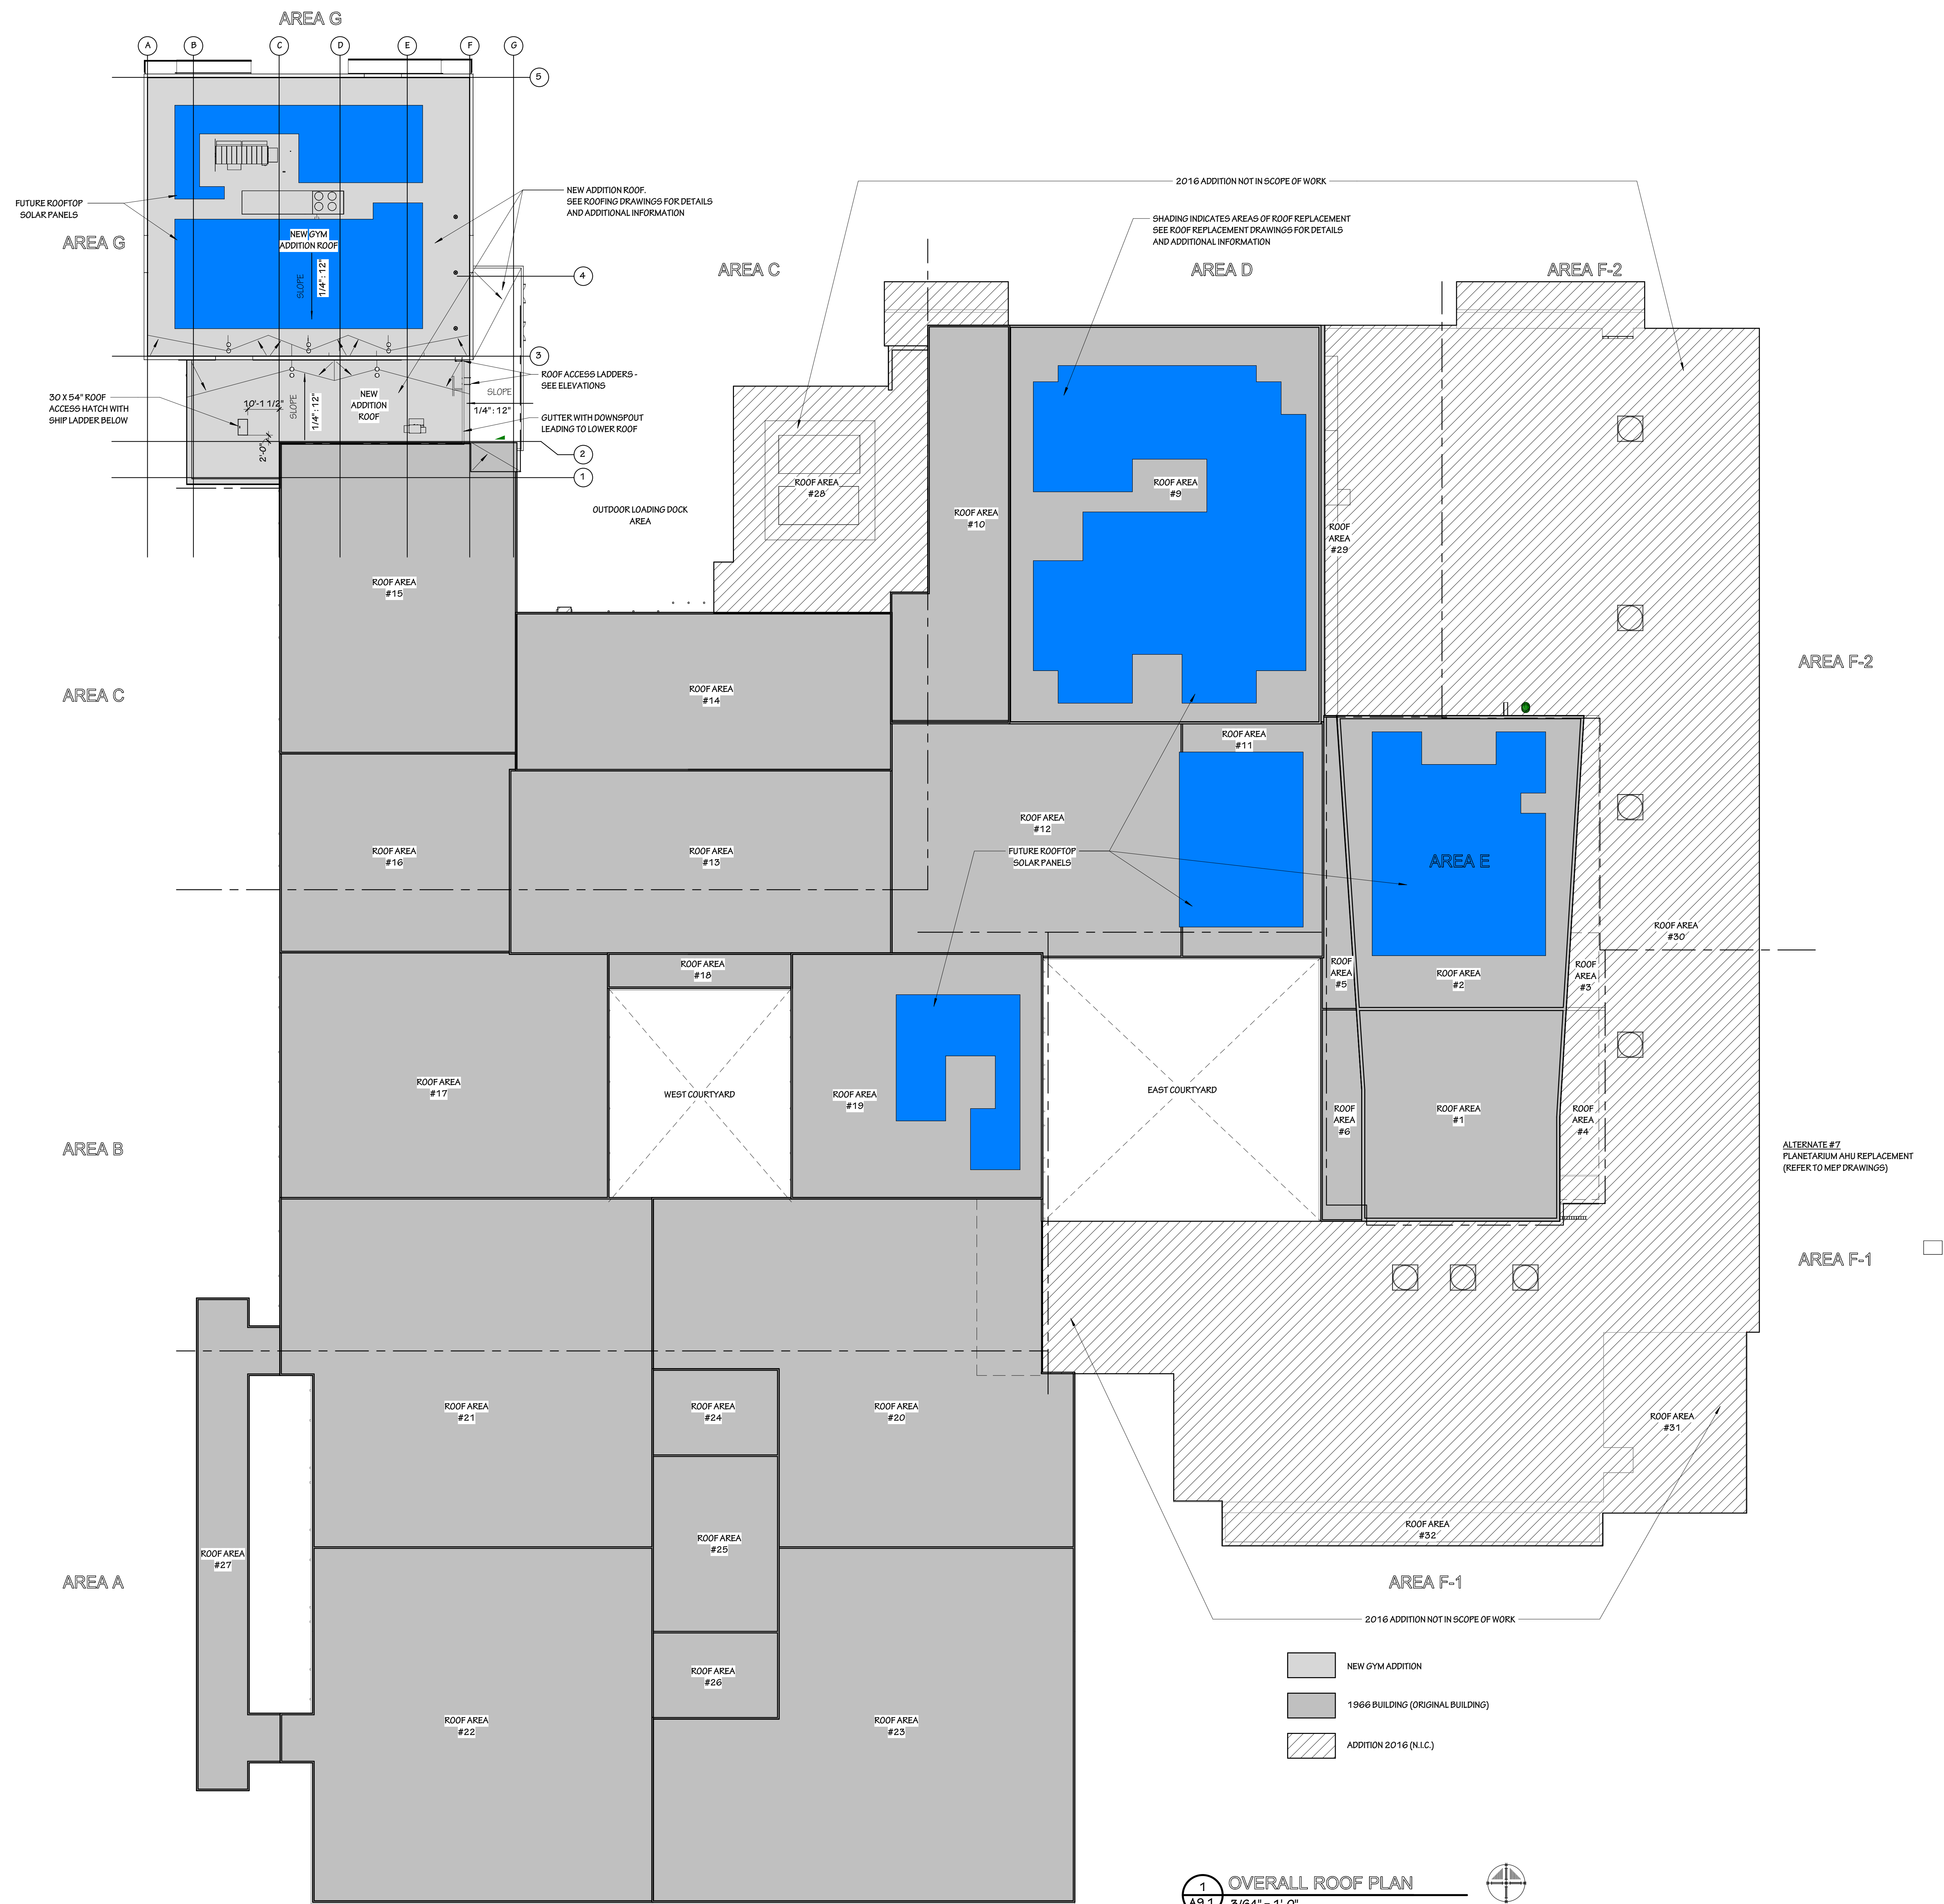 AREA G
A
B
C
D
E
F
G
5
NEW ADDITION ROOF.
SEE ROOFING DRAWINGS FOR DETAILS
AND ADDITIONAL INFORMATION
2016 ADDITION NOT IN SCOPE OF WORK
FUTURE ROOFTOP
SOLAR PANELS
AREA G
NEW GYM
ADDITION ROOF
SLOPE
1/4" : 12"
SHADING INDICATES AREAS OF ROOF REPLACEMENT
SEE ROOF REPLACEMENT DRAWINGS FOR DETAILS
AND ADDITIONAL INFORMATION
4
AREA C
AREA D
AREA F-2
3
ROOF ACCESS LADDERS -
SEE ELEVATIONS
SLOPE
1/4" : 12"
30 X 54" ROOF
ACCESS HATCH WITH
SHIP LADDER BELOW
10'-1 1/2"
2'-0"
SLOPE
1/4" : 12"
NEW
ADDITION
ROOF
GUTTER WITH DOWNSPOUT
LEADING TO LOWER ROOF
2
1
OUTDOOR LOADING DOCK
AREA
ROOF AREA
#28
ROOF AREA
#10
ROOF AREA
#9
ROOF
AREA
#29
ROOF AREA
#15
AREA C
ROOF AREA
#14
AREA F-2
ROOF AREA
#11
ROOF AREA
#12
ROOF AREA
#16
ROOF AREA
#13
FUTURE ROOFTOP
SOLAR PANELS
AREA E
ROOF AREA
#30
ROOF AREA
#18
ROOF
AREA
#5
ROOF AREA
#2
ROOF
AREA
#3
ROOF AREA
#17
WEST COURTYARD
ROOF AREA
#19
EAST COURTYARD
ROOF
AREA
#6
ROOF AREA
#1
ROOF
AREA
#4
AREA B
ALTERNATE #7
PLANETARIUM AHU REPLACEMENT
(REFER TO MEP DRAWINGS)
AREA F-1
ROOF AREA
#21
ROOF AREA
#24
ROOF AREA
#20
ROOF AREA
#31
ROOF AREA
#32
ROOF AREA
#25
ROOF AREA
#27
AREA A
AREA F-1
2016 ADDITION NOT IN SCOPE OF WORK
ROOF AREA
#26
NEW GYM ADDITION
1966 BUILDING (ORIGINAL BUILDING)
ADDITION 2016 (N.I.C.)
ROOF AREA
#22
ROOF AREA
#23
1
A9.1
OVERALL ROOF PLAN
3/64" = 1'-0"